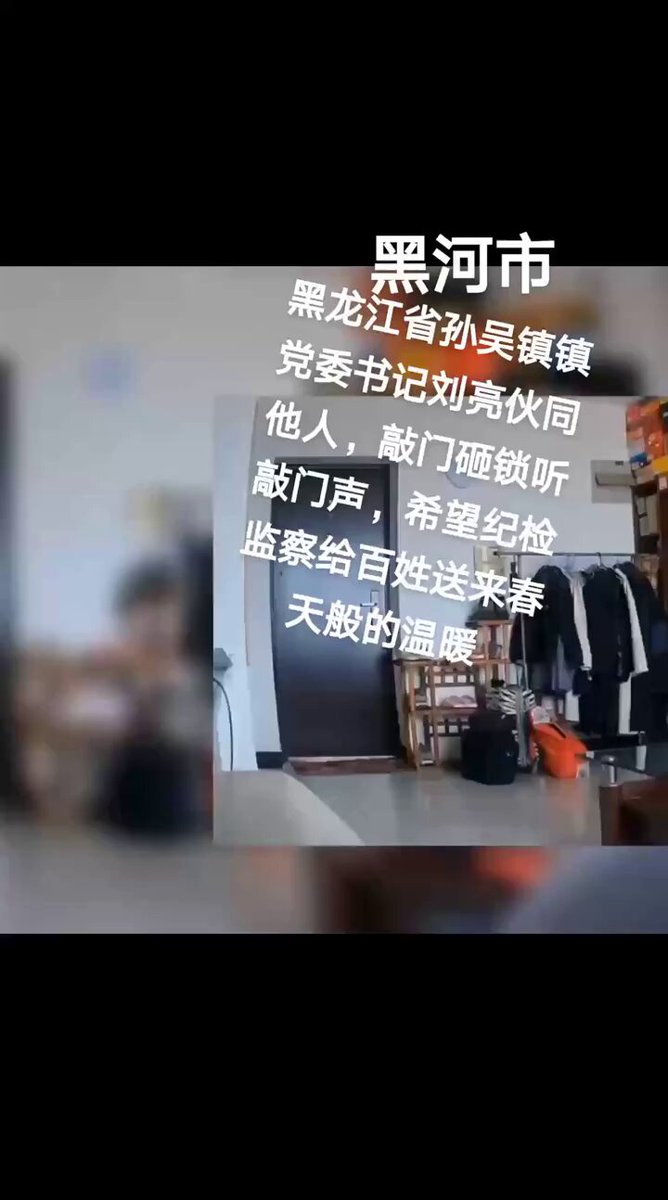 黑河市
黑龙江省孙吴镇镇
党委书记刘亮伙同
他人，敲门砸锁听
敲门声，希望纪检
监察给百姓送来春
天般的温暖